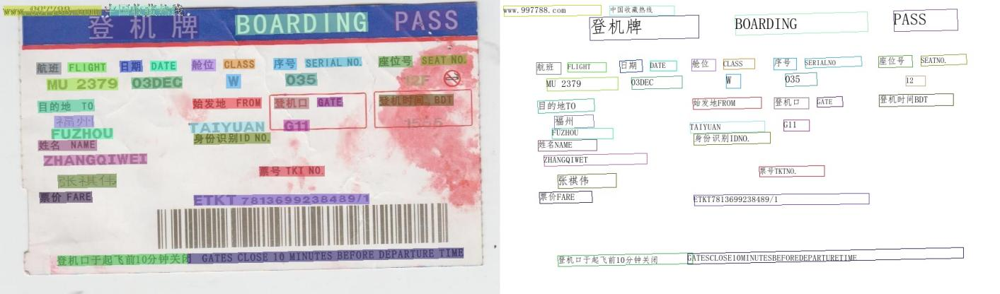 www.997788.com 中国收藏热线
登机牌 BOARDING PASS
航班 FLIGHT 日期 DATE 舱位 CLASS 序号 SERIAL NO. 座位号 SEAT NO.
MU 2379 03DEC W 035 12F
目的地 TO 始发地 FROM 登机口 GATE 登机时间 BDT
福州 TAIYUAN G11
FUZHOU 身份识别ID NO.
姓名 NAME
ZHANGQIWEI
票号 TKT NO.
张祺伟
票价 FARE
ETKT 7813699238489/1
登机口于起飞前10分钟关闭 GATES CLOSE 10 MINUTES BEFORE DEPARTURE TIME
www.997788.com 中国收藏热线
登机牌 BOARDING PASS
航班 FLIGHT 日期 DATE 舱位 CLASS 序号 SERIALNO 座位号 SEATNO.
MU 2379 03DEC W 035 12
目的地TO 始发地FROM 登机口 GATE 登机时间BDT
福州 TAIYUAN G11
FUZHOU 身份识别IDNO.
姓名NAME
ZHANGQIWET
票号TKTNO.
张祺伟
票价FARE
ETKT7813699238489/1
登机口于起飞前10分钟关闭 GATESCLOSE10MINUTESBEFOREDEPARTURETIME